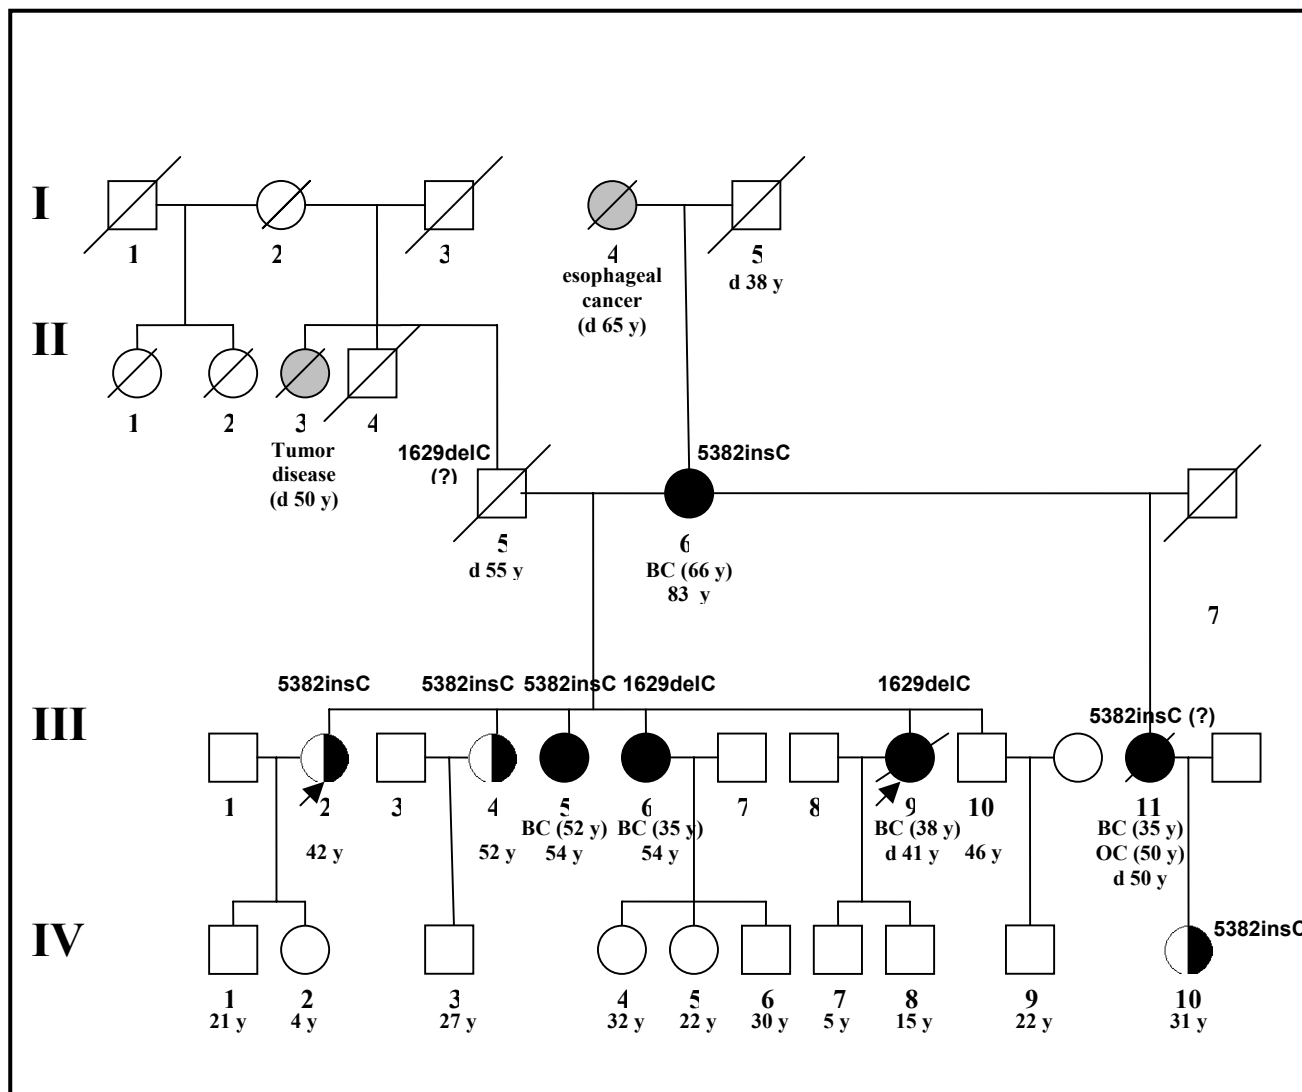 I
1 2 3 4 5
esophageal
cancer
(d 65 y)
d 38 y
II
1 2 3 4
Tumor
disease
(d 50 y)
1629delC
(?)
5382insC
5
d 55 y
6
BC (66 y)
83 y
7
III
5382insC 5382insC 5382insC 1629delC 1629delC
5382insC (?)
1 2 3 4 5 6 7 8 9 10 11
42 y
52 y
BC (52 y)
54 y
BC (35 y)
54 y
BC (38 y)
d 41 y
46 y
BC (35 y)
OC (50 y)
d 50 y
IV
5382insC
1 2 3 4 5 6 7 8 9 10
21 y 4 y 27 y 32 y 22 y 30 y 5 y 15 y 22 y 31 y